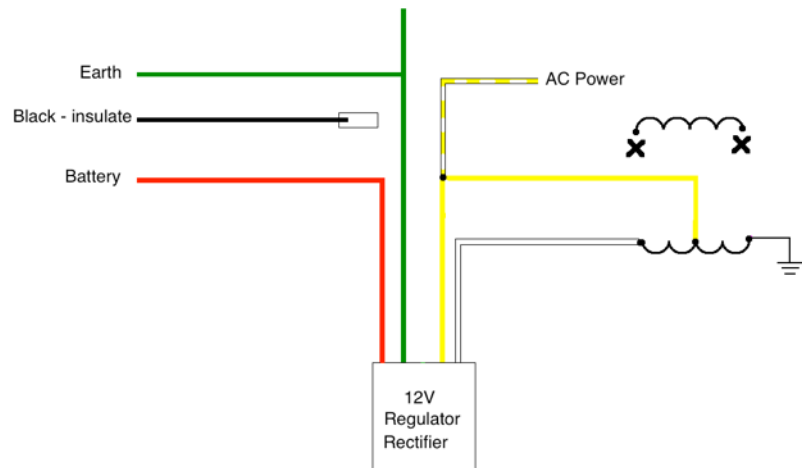 Earth
AC Power
Black - insulate
Battery
12V
Regulator
Rectifier